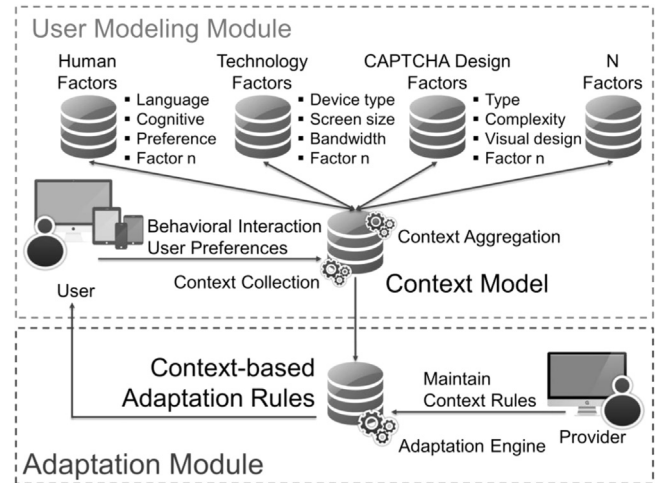 User Modeling Module
Human
Factors
▪ Language
▪ Cognitive
▪ Preference
▪ Factor n
Technology
Factors
▪ Device type
▪ Screen size
▪ Bandwidth
▪ Factor n
CAPTCHA Design
Factors
▪ Type
▪ Complexity
▪ Visual design
▪ Factor n
N
Factors
Behavioral Interaction
User Preferences
Context Collection
Context Aggregation
Context Model
User
Context-based
Adaptation Rules
Maintain
Context Rules
Adaptation Engine
Provider
Adaptation Module